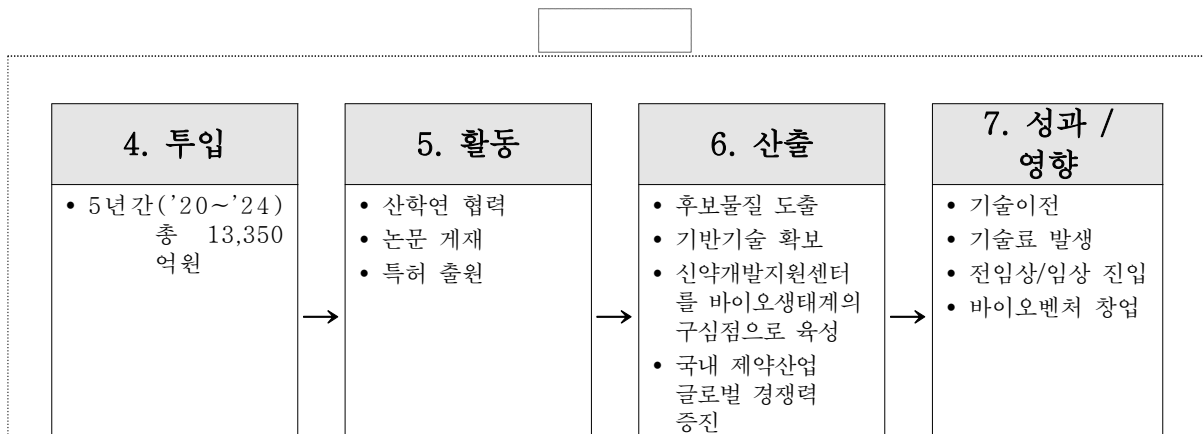 4. 투입
• 5년간('20~'24)
총 13,350
억원
5. 활동
• 산학연 협력
• 논문 게재
• 특허 출원
6. 산출
• 후보물질 도출
• 기반기술 확보
• 신약개발지원센터
를 바이오생태계의
구심점으로 육성
• 국내 제약산업
글로벌 경쟁력
증진
7. 성과 /
영향
• 기술이전
• 기술료 발생
• 전임상/임상 진입
• 바이오벤처 창업